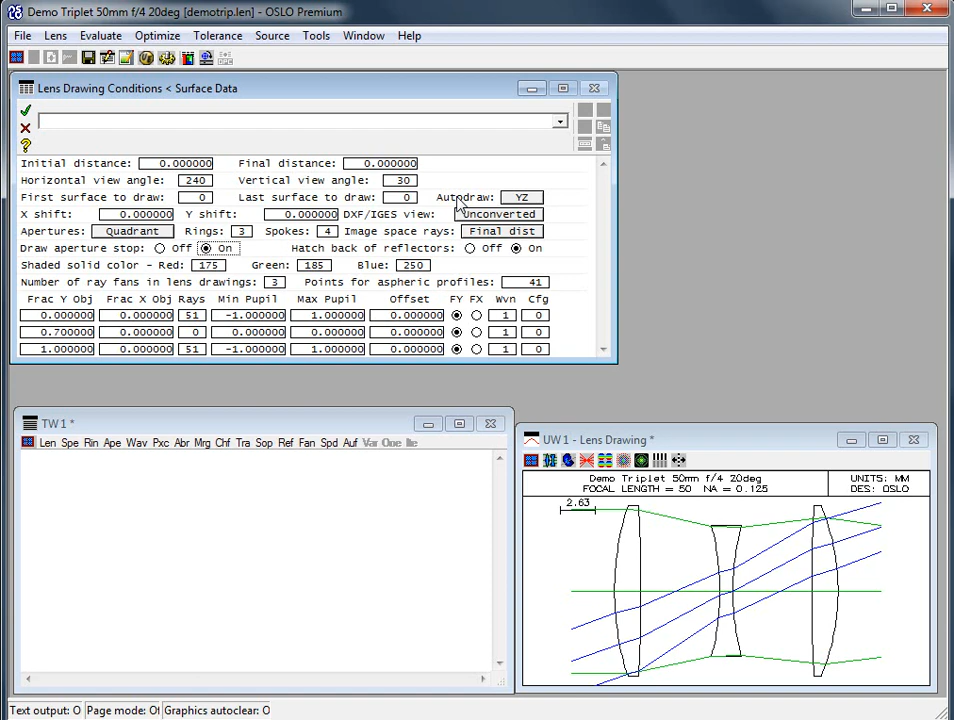 Demo Triplet 50mm f/4 20deg [demotrip.len] - OSLO Premium
File Lens Evaluate Optimize Tolerance Source Tools Window Help
Lens Drawing Conditions < Surface Data
Initial distance: 0.000000 Final distance: 0.000000
Horizontal view angle: 240 Vertical view angle: 30
First surface to draw: 0 Last surface to draw: 0 Autodraw: YZ
X shift: 0.000000 Y shift: 0.000000 DXF/IGES view: Unconverted
Apertures: Quadrant Rings: 3 Spokes: 4 Image space rays: Final dist
Draw aperture stop: Off On Hatch back of reflectors: Off On
Shaded solid color - Red: 175 Green: 185 Blue: 250
Number of ray fans in lens drawings: 3 Points for aspheric profiles: 41
Frac Y Obj Frac X Obj Rays Min Pupil Max Pupil Offset FY FX Wvn Cfg
0.000000 0.000000 51 -1.000000 1.000000 0.000000 1 0
0.700000 0.000000 0 -1.000000 1.000000 0.000000 1 0
1.000000 0.000000 51 -1.000000 1.000000 0.000000 1 0
TW1 *
Len Spe Rin Ape Wav Pxc Abr Mrg Chf Tra Sop Ref Fan Spd Auf Var Ope Ite
UW1 - Lens Drawing *
Demo Triplet 50mm f/4 20deg
FOCAL LENGTH = 50 NA = 0.125
UNITS: MM
DES: OSLO
2.63
Text output: O Page mode: Of Graphics autoclear: O